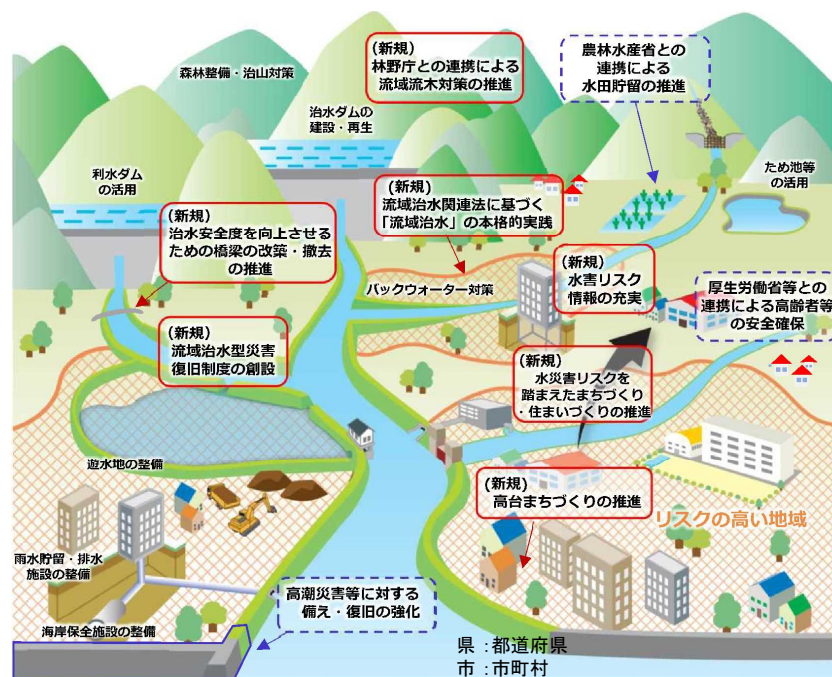 (新規)
林野庁との連携による
流域流木対策の推進
農林水産省との
連携による
水田貯留の推進
森林整備・治山対策
治水ダムの
建設・再生
利水ダム
の活用
ため池等
の活用
(新規)
治水安全度を向上させる
ための橋梁の改築・撤去
の推進
(新規)
流域治水関連法に基づく
「流域治水」の本格的実践
バックウォーター対策
(新規)
水害リスク
情報の充実
厚生労働省等との
連携による高齢者等
の安全確保
(新規)
流域治水型災害
復旧制度の創設
(新規)
水災害リスクを
踏まえたまちづくり
・住まいづくりの推進
遊水地の整備
(新規)
高台まちづくりの推進
リスクの高い地域
雨水貯留・排水
施設の整備
高潮災害等に対する
備え・復旧の強化
海岸保全施設の整備
県 :都道府県
市 :市町村